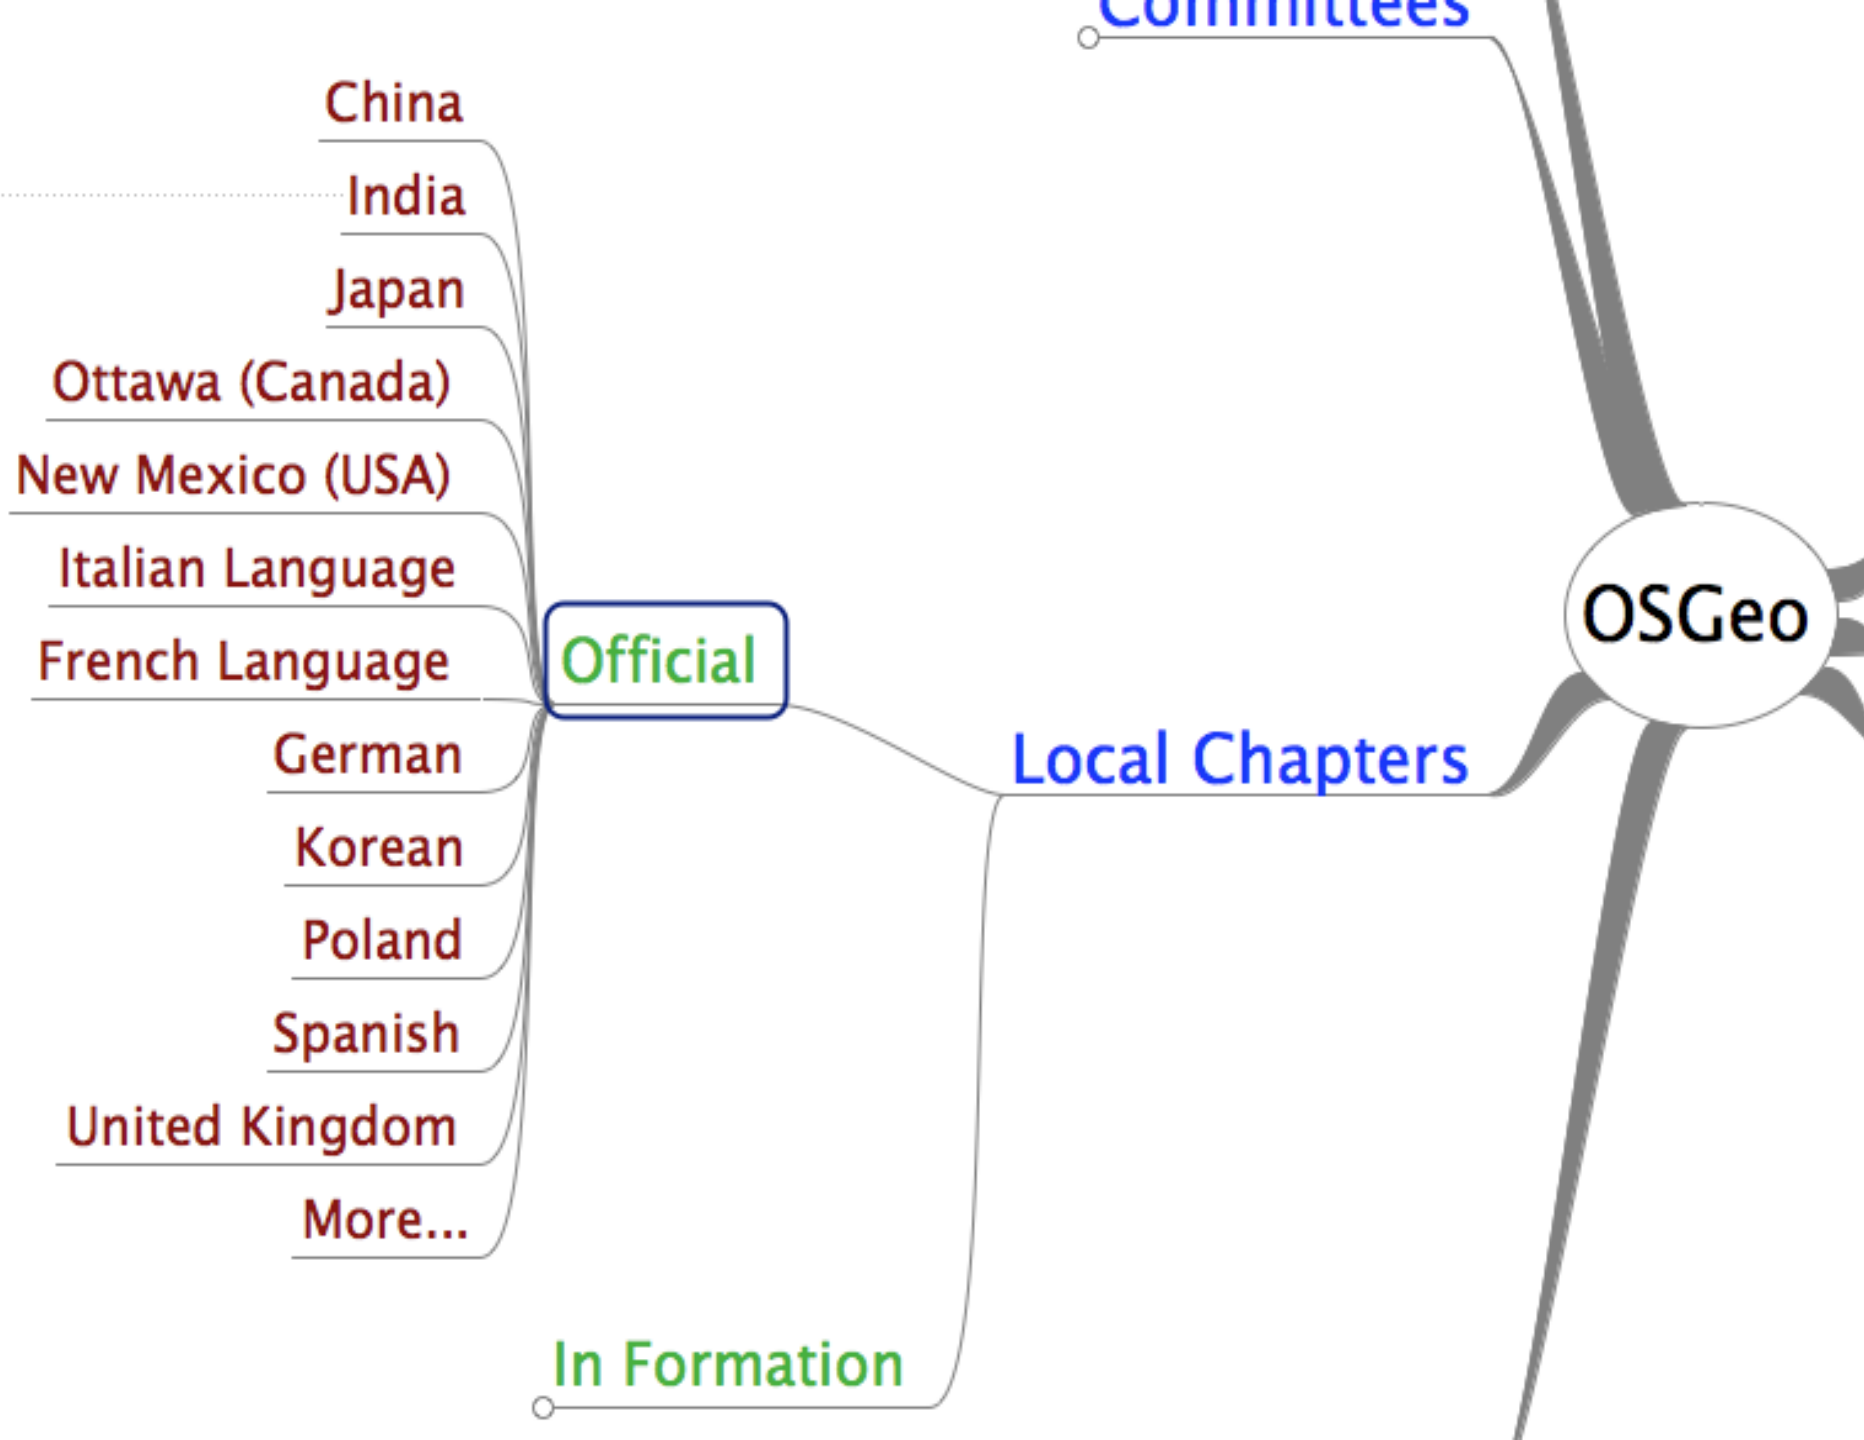 Committees
China
India
Japan
Ottawa (Canada)
New Mexico (USA)
Italian Language
French Language
Official
OSGeo
German
Local Chapters
Korean
Poland
Spanish
United Kingdom
More...
In Formation